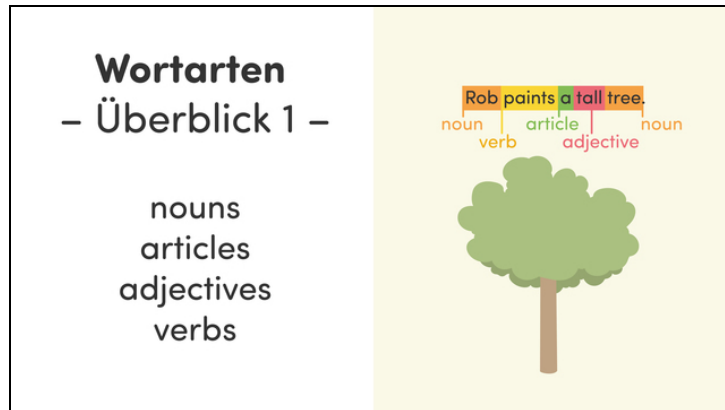 Wortarten
– Überblick 1 –
nouns
articles
adjectives
verbs
Rob paints a tall tree.
noun article noun
verb adjective